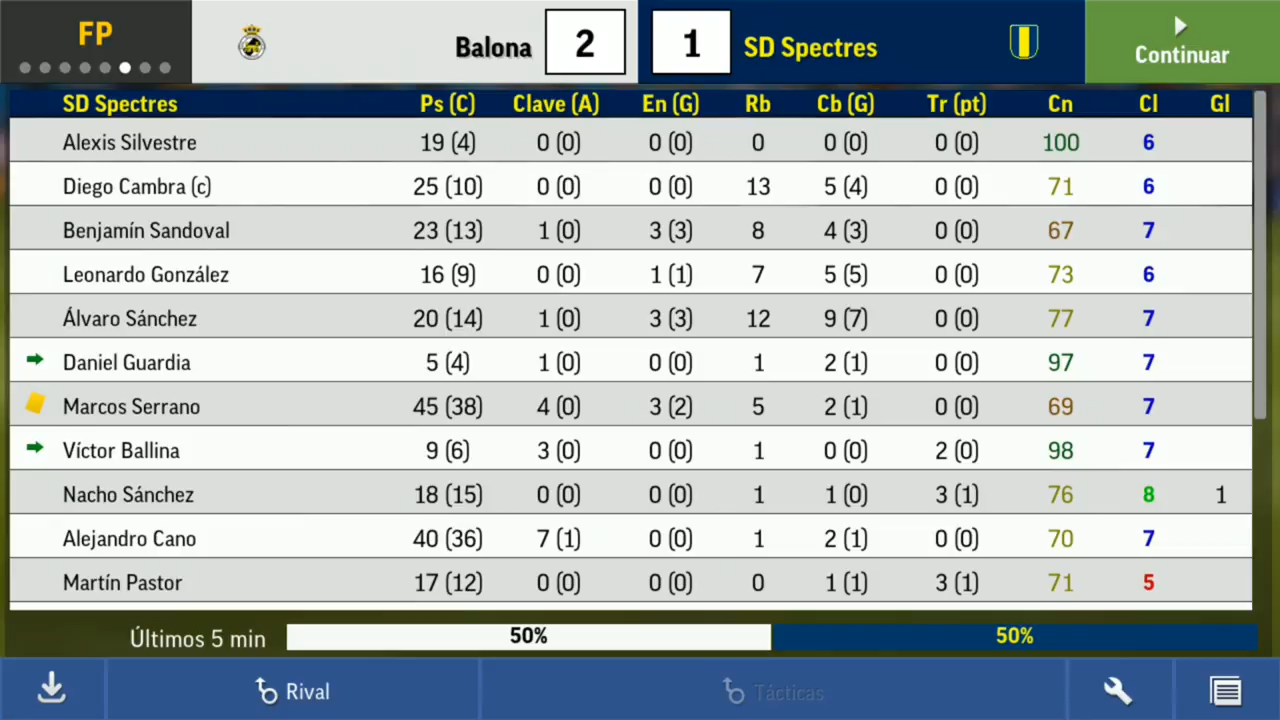 FP Balona 2 1 SD Spectres Continuar
SD Spectres Ps (C) Clave (A) En (G) Rb Cb (G) Tr (pt) Cn Cl Gl
Alexis Silvestre 19 (4) 0 (0) 0 (0) 0 0 (0) 0 (0) 100 6
Diego Cambra (c) 25 (10) 0 (0) 0 (0) 13 5 (4) 0 (0) 71 6
Benjamín Sandoval 23 (13) 1 (0) 3 (3) 8 4 (3) 0 (0) 67 7
Leonardo González 16 (9) 0 (0) 1 (1) 7 5 (5) 0 (0) 73 6
Álvaro Sánchez 20 (14) 1 (0) 3 (3) 12 9 (7) 0 (0) 77 7
Daniel Guardia 5 (4) 1 (0) 0 (0) 1 2 (1) 0 (0) 97 7
Marcos Serrano 45 (38) 4 (0) 3 (2) 5 2 (1) 0 (0) 69 7
Víctor Ballina 9 (6) 3 (0) 0 (0) 1 0 (0) 2 (0) 98 7
Nacho Sánchez 18 (15) 0 (0) 0 (0) 1 1 (0) 3 (1) 76 8 1
Alejandro Cano 40 (36) 7 (1) 0 (0) 1 2 (1) 0 (0) 70 7
Martín Pastor 17 (12) 0 (0) 0 (0) 0 1 (1) 3 (1) 71 5
Últimos 5 min 50% 50%
Rival Tácticas